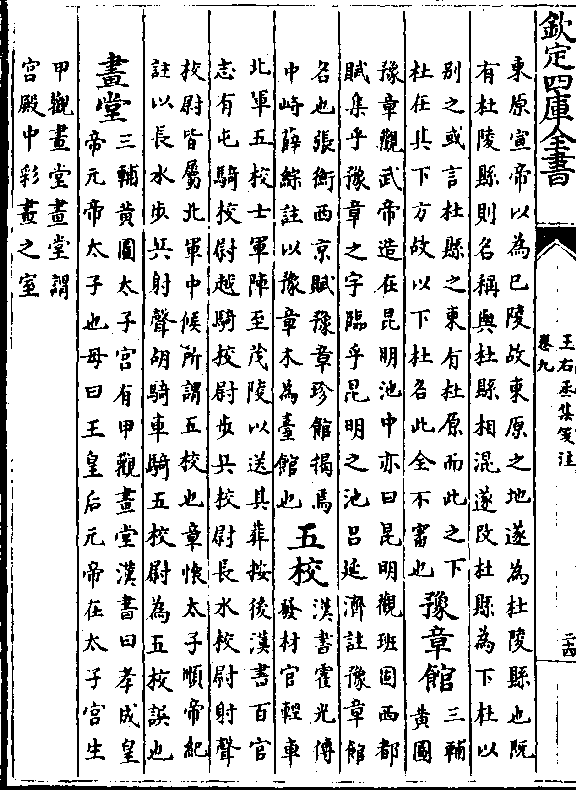 欽定四庫全書
王右丞集箋注
卷九
二十四
東原宣帝以為已陵故東原之地遂為杜陵縣也既
有杜陵縣則名稱與杜縣相混遂改杜縣為下杜以
別之或言杜縣之東有杜原而此之下
杜在其下方故以下杜名此全不審也
豫章館
三輔
黃圖
豫章觀武帝造在昆明池中亦曰昆明觀班固西都
賦集乎豫章之宇臨乎昆明之池呂延濟註豫章館
名也張衡西京賦豫章珍館揭焉
中峙薛綜註以豫章木為臺館也
五校
漢書霍光傳
發材官輕車
北軍五校士軍陣至茂陵以送其葬按後漢書百官
志有屯騎校尉越騎校尉步兵校尉長水校尉射聲
校尉皆屬北軍中候所謂五校也章懷太子順帝紀
註以長水步兵射聲胡騎車騎五校尉為五校誤也
畫堂
三輔黃圖太子宮有甲觀畫堂漢書曰孝成皇
帝元帝太子也母曰王皇后元帝在太子宮生
甲觀畫堂畫堂謂
宮殿中彩畫之室